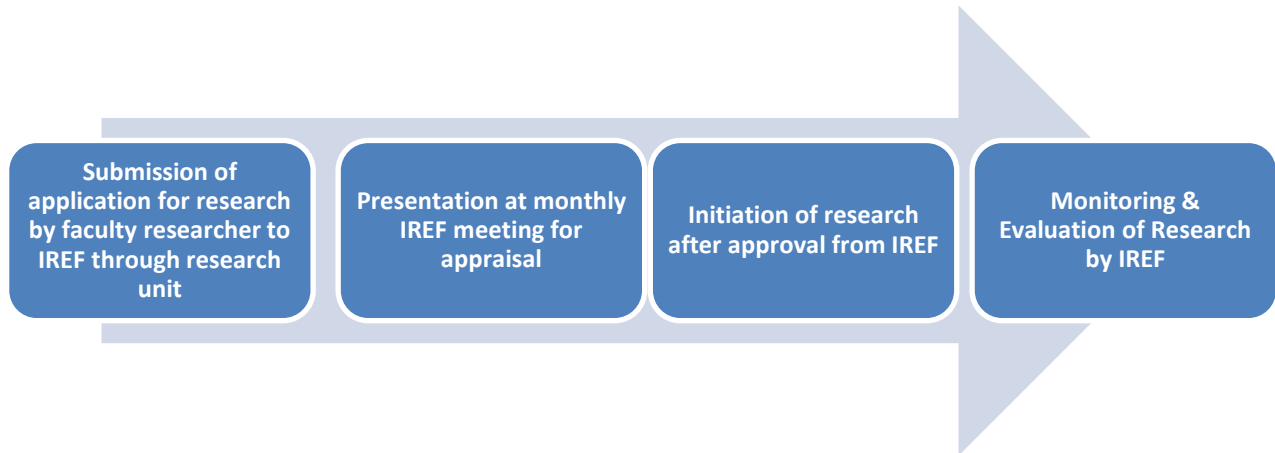 Submission of
application for research
by faculty researcher to
IREF through research
unit
Presentation at monthly
IREF meeting for
appraisal
Initiation of research
after approval from IREF
Monitoring &
Evaluation of Research
by IREF